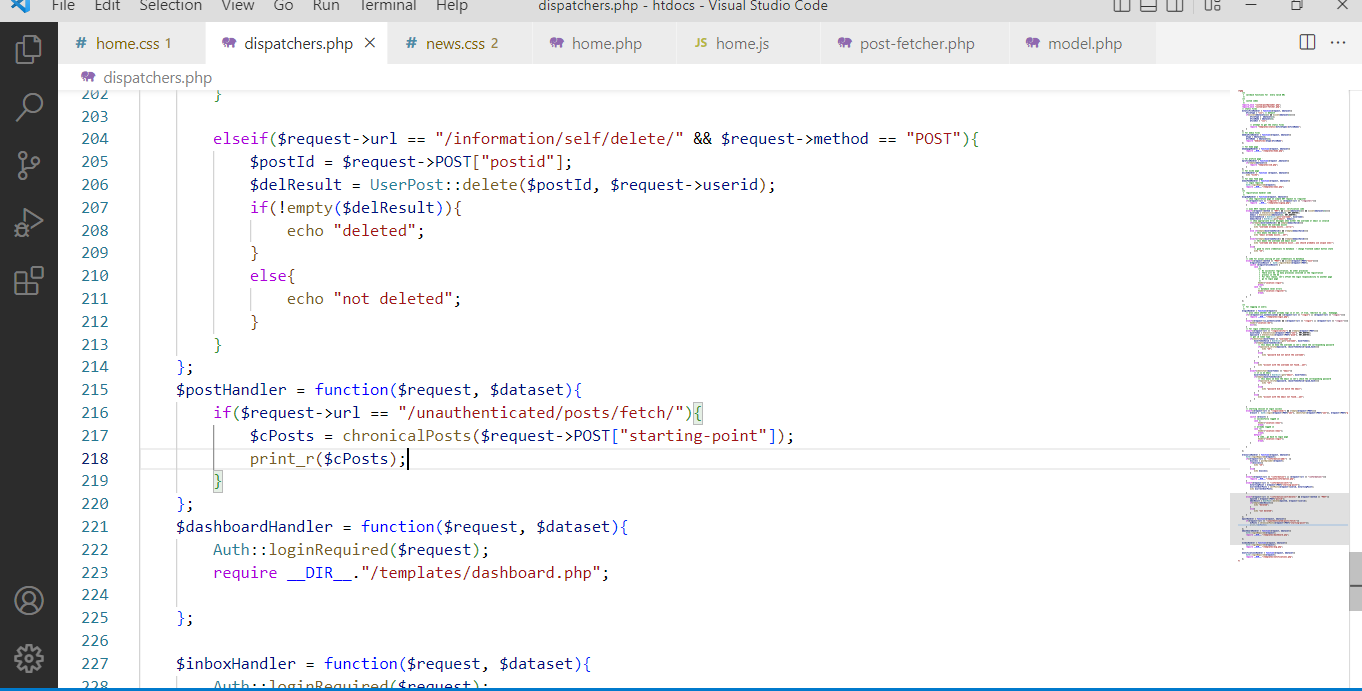 File Edit Selection View Go Run Terminal Help dispatchers.php - htdocs - Visual Studio Code
# home.css 1 dispatchers.php × # news.css 2 home.php JS home.js post-fetcher.php model.php ...
dispatchers.php
202 }
203
204 elseif($request->url == "/information/self/delete/" && $request->method == "POST"){
205 $postId = $request->POST["postid"];
206 $delResult = UserPost::delete($postId, $request->userid);
207 if(!empty($delResult)){
208 echo "deleted";
209 }
210 else{
211 echo "not deleted";
212 }
213 }
214 };
215 $postHandler = function($request, $dataset){
216 if($request->url == "/unauthenticated/posts/fetch/"){
217 $cPosts = chronicalPosts($request->POST["starting-point"]);
218 print_r($cPosts);
219 }
220 };
221 $dashboardHandler = function($request, $dataset){
222 Auth::loginRequired($request);
223 require __DIR__."/templates/dashboard.php";
224
225 };
226
227 $inboxHandler = function($request, $dataset){
228 Auth::loginRequired($request);